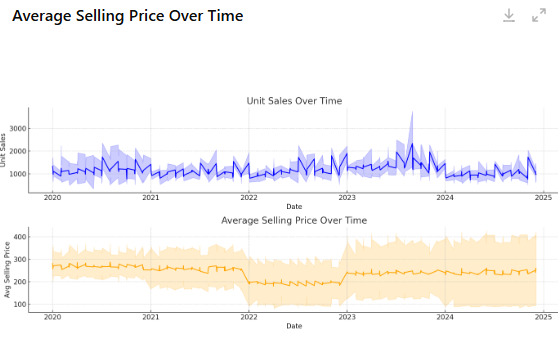 Average Selling Price Over Time
Unit Sales Over Time
Unit Sales
3000
2000
1000
2020 2021 2022 2023 2024 2025
Date
Average Selling Price Over Time
Avg Selling Price
400
300
200
100
2020 2021 2022 2023 2024 2025
Date